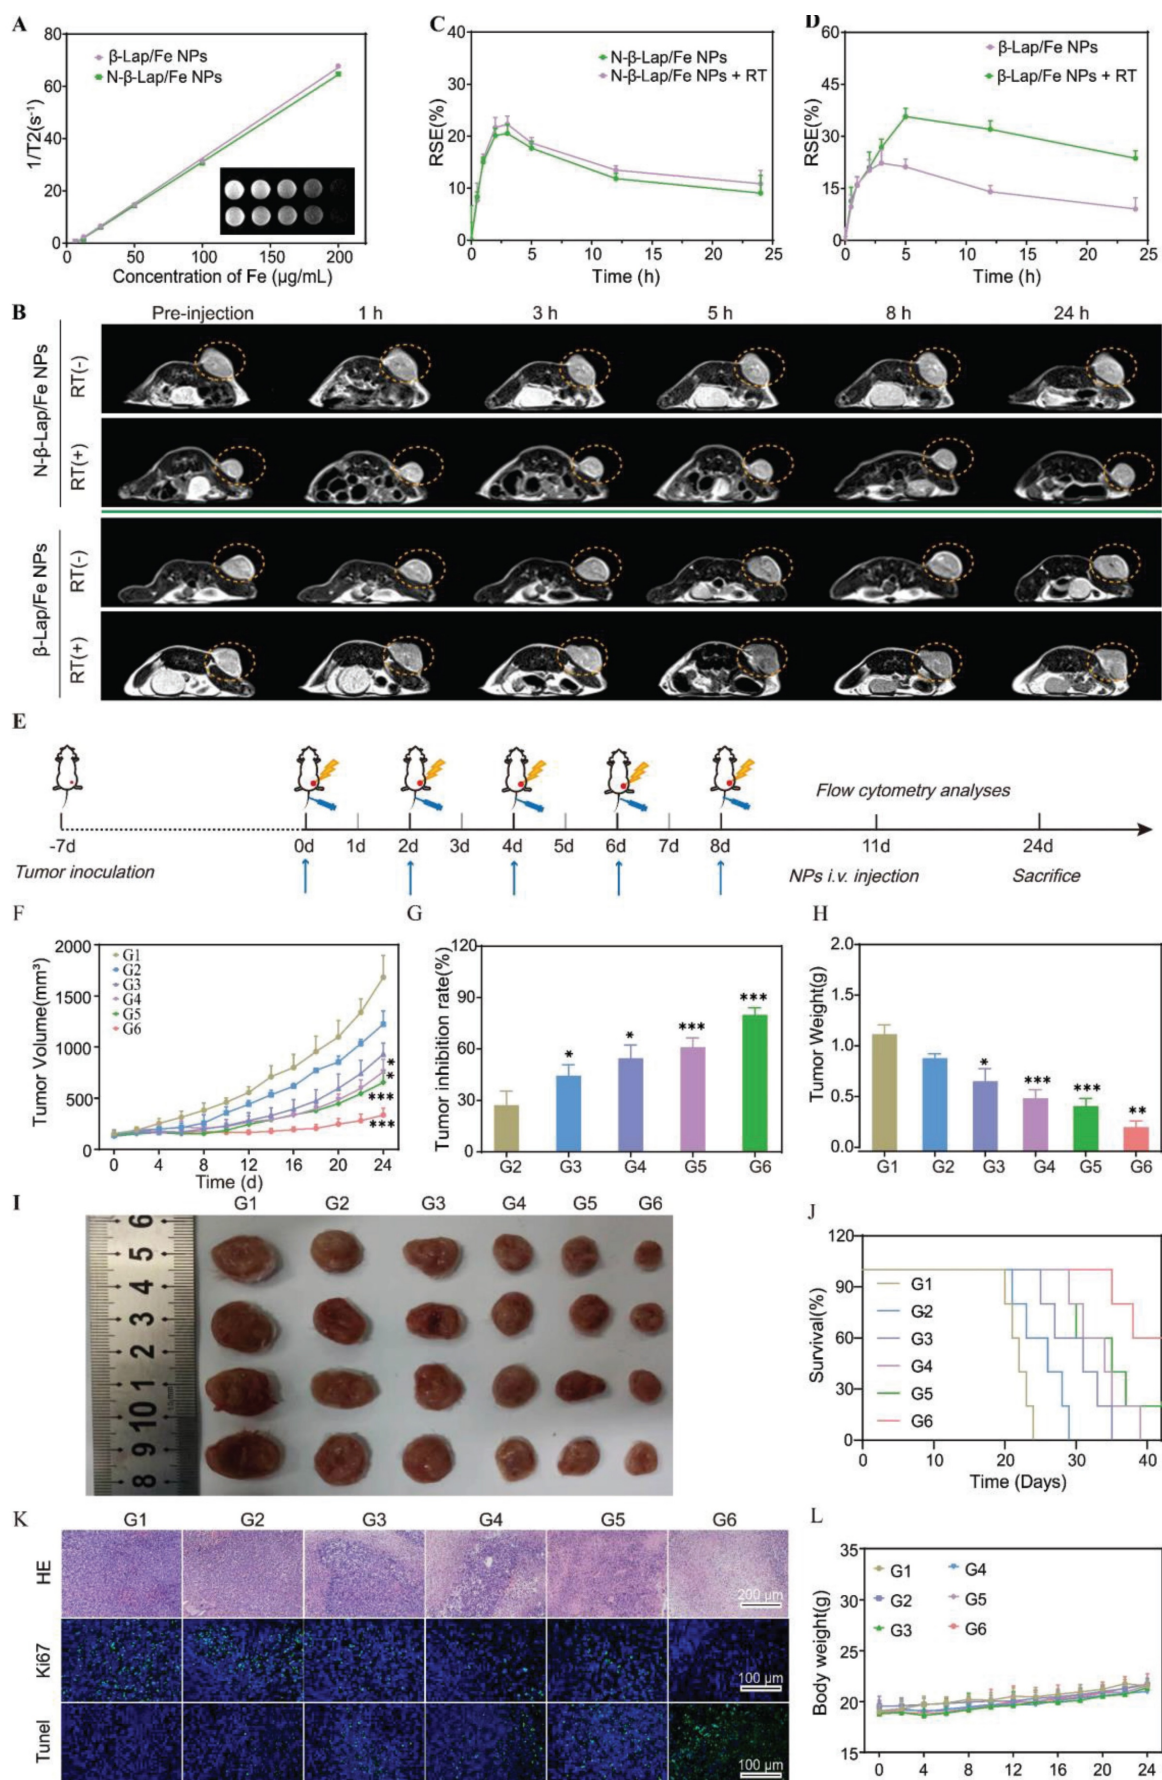 A
β-Lap/Fe NPs
N-β-Lap/Fe NPs
1/T2(s⁻¹)
80
60
40
20
0
0 50 100 150 200
Concentration of Fe (μg/mL)
C
N-β-Lap/Fe NPs
N-β-Lap/Fe NPs + RT
RSE(%)
40
30
20
10
0
0 5 10 15 20 25
Time (h)
D
β-Lap/Fe NPs
β-Lap/Fe NPs + RT
RSE(%)
60
45
30
15
0
0 5 10 15 20 25
Time (h)
B
Pre-injection 1 h 3 h 5 h 8 h 24 h
N-β-Lap/Fe NPs
RT(-)
RT(+)
β-Lap/Fe NPs
RT(-)
RT(+)
E
Flow cytometry analyses
-7d 0d 1d 2d 3d 4d 5d 6d 7d 8d 11d 24d
Tumor inoculation NPs i.v. injection Sacrifice
F
G1
G2
G3
G4
G5
G6
Tumor Volume(mm³)
2000
1500
1000
500
0
*
*
***
***
0 4 8 12 16 20 24
Time (d)
G
Tumor inhibition rate(%)
120
90
60
30
0
* * *** ***
G2 G3 G4 G5 G6
H
Tumor Weight(g)
2.0
1.5
1.0
0.5
0.0
* *** *** **
G1 G2 G3 G4 G5 G6
I
G1 G2 G3 G4 G5 G6
6
5
4
3
2
1
10
9
8
J
Survival(%)
120
90
60
30
0
G1
G2
G3
G4
G5
G6
0 10 20 30 40
Time (Days)
K
G1 G2 G3 G4 G5 G6
HE
200 μm
Ki67
100 μm
Tunel
100 μm
L
Body weight(g)
35
30
25
20
15
G1 G4
G2 G5
G3 G6
0 4 8 12 16 20 24